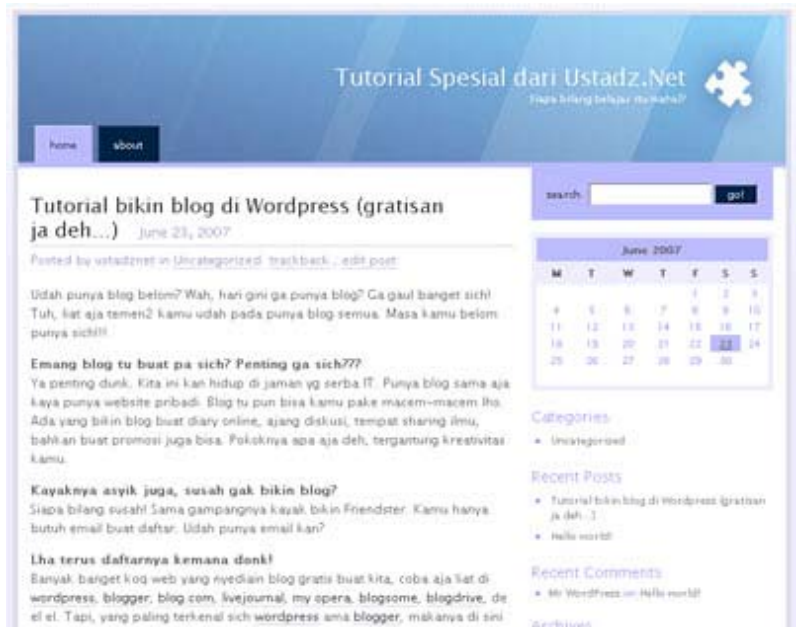 Tutorial Spesial dari Ustadz.Net
Siapa bilang belajar itu mahal?
home
about
Tutorial bikin blog di Wordpress (gratisan
ja deh...) June 23, 2007
Posted by ustadznet in Uncategorized. trackback , edit post
Udah punya blog belom? Wah, hari gini ga punya blog? Ga gaul banget sich!
Tuh, liat aja temen2 kamu udah pada punya blog semua. Masa kamu belom
punya sich!!!
Emang blog tu buat pa sich? Penting ga sich???
Ya penting dunk. Kita ini kan hidup di jaman yg serba IT. Punya blog sama aja
kaya punya website pribadi. Blog tu pun bisa kamu pake macem-macem lho.
Ada yang bikin blog buat diary online, ajang diskusi, tempat sharing ilmu,
bahkan buat promosi juga bisa. Pokoknya apa aja deh, tergantung kreativitas
kamu.
Kayaknya asyik juga, susah gak bikin blog?
Siapa bilang susah! Sama gampangnya kayak bikin Friendster. Kamu hanya
butuh email buat daftar. Udah punya email kan?
Lha terus daftarnya kemana donk!
Banyak banget koq web yang nyediain blog gratis buat kita, coba aja liat di
wordpress, blogger, blog.com, livejournal, my opera, blogsome, blogdrive, de
el el. Tapi, yang paling terkenal sich wordpress ama blogger, makanya di sini
search
go!
June 2007
M T W T F S S
1 2 3
4 5 6 7 8 9 10
11 12 13 14 15 16 17
18 19 20 21 22 23 24
25 26 27 28 29 30
Categories
Uncategorized
Recent Posts
Tutorial bikin blog di Wordpress (gratisan
ja deh...)
Hello world!
Recent Comments
Mr WordPress on Hello world!
Archives